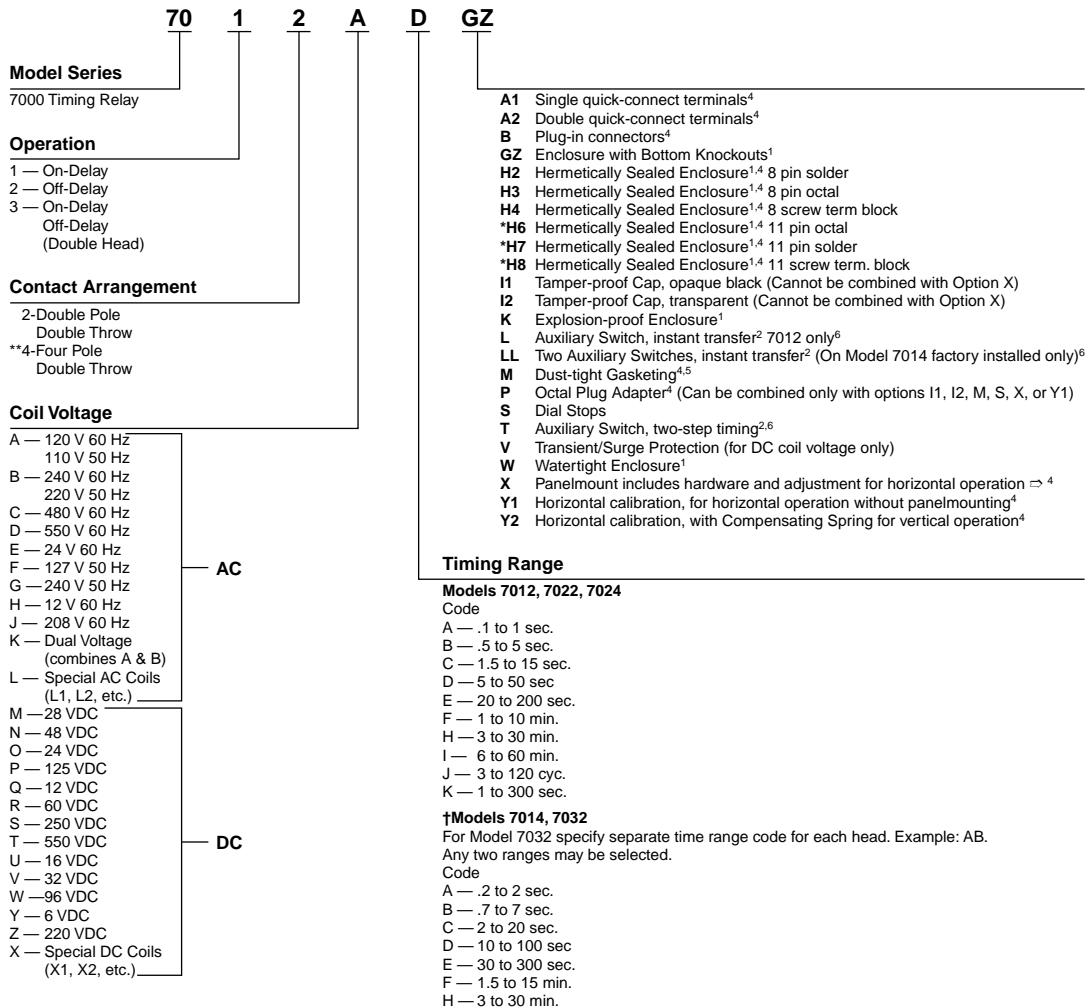 70 1 2 A D GZ
Model Series
7000 Timing Relay
Operation
1 — On-Delay
2 — Off-Delay
3 — On-Delay
Off-Delay
(Double Head)
Contact Arrangement
2-Double Pole
Double Throw
**4-Four Pole
Double Throw
Coil Voltage
A — 120 V 60 Hz
110 V 50 Hz
B — 240 V 60 Hz
220 V 50 Hz
C — 480 V 60 Hz
D — 550 V 60 Hz
E — 24 V 60 Hz
F — 127 V 50 Hz
G — 240 V 50 Hz
H — 12 V 60 Hz
J — 208 V 60 Hz
K — Dual Voltage
(combines A & B)
L — Special AC Coils
(L1, L2, etc.)
AC
M — 28 VDC
N — 48 VDC
O — 24 VDC
P — 125 VDC
Q — 12 VDC
R — 60 VDC
S — 250 VDC
T — 550 VDC
U — 16 VDC
V — 32 VDC
W —96 VDC
Y — 6 VDC
Z — 220 VDC
X — Special DC Coils
(X1, X2, etc.)
DC
A1 Single quick-connect terminals⁴
A2 Double quick-connect terminals⁴
B Plug-in connectors⁴
GZ Enclosure with Bottom Knockouts¹
H2 Hermetically Sealed Enclosure¹,⁴ 8 pin solder
H3 Hermetically Sealed Enclosure¹,⁴ 8 pin octal
H4 Hermetically Sealed Enclosure¹,⁴ 8 screw term block
*H6 Hermetically Sealed Enclosure¹,⁴ 11 pin octal
*H7 Hermetically Sealed Enclosure¹,⁴ 11 pin solder
*H8 Hermetically Sealed Enclosure¹,⁴ 11 screw term. block
I1 Tamper-proof Cap, opaque black (Cannot be combined with Option X)
I2 Tamper-proof Cap, transparent (Cannot be combined with Option X)
K Explosion-proof Enclosure¹
L Auxiliary Switch, instant transfer² 7012 only⁶
LL Two Auxiliary Switches, instant transfer² (On Model 7014 factory installed only)⁶
M Dust-tight Gasketing⁴,⁵
P Octal Plug Adapter⁴ (Can be combined only with options I1, I2, M, S, X, or Y1)
S Dial Stops
T Auxiliary Switch, two-step timing²,⁶
V Transient/Surge Protection (for DC coil voltage only)
W Watertight Enclosure¹
X Panelmount includes hardware and adjustment for horizontal operation ⇨ ⁴
Y1 Horizontal calibration, for horizontal operation without panelmounting⁴
Y2 Horizontal calibration, with Compensating Spring for vertical operation⁴
Timing Range
Models 7012, 7022, 7024
Code
A — .1 to 1 sec.
B — .5 to 5 sec.
C — 1.5 to 15 sec.
D — 5 to 50 sec
E — 20 to 200 sec.
F — 1 to 10 min.
H — 3 to 30 min.
I — 6 to 60 min.
J — 3 to 120 cyc.
K — 1 to 300 sec.
†Models 7014, 7032
For Model 7032 specify separate time range code for each head. Example: AB.
Any two ranges may be selected.
Code
A — .2 to 2 sec.
B — .7 to 7 sec.
C — 2 to 20 sec.
D — 10 to 100 sec
E — 30 to 300 sec.
F — 1.5 to 15 min.
H — 3 to 30 min.